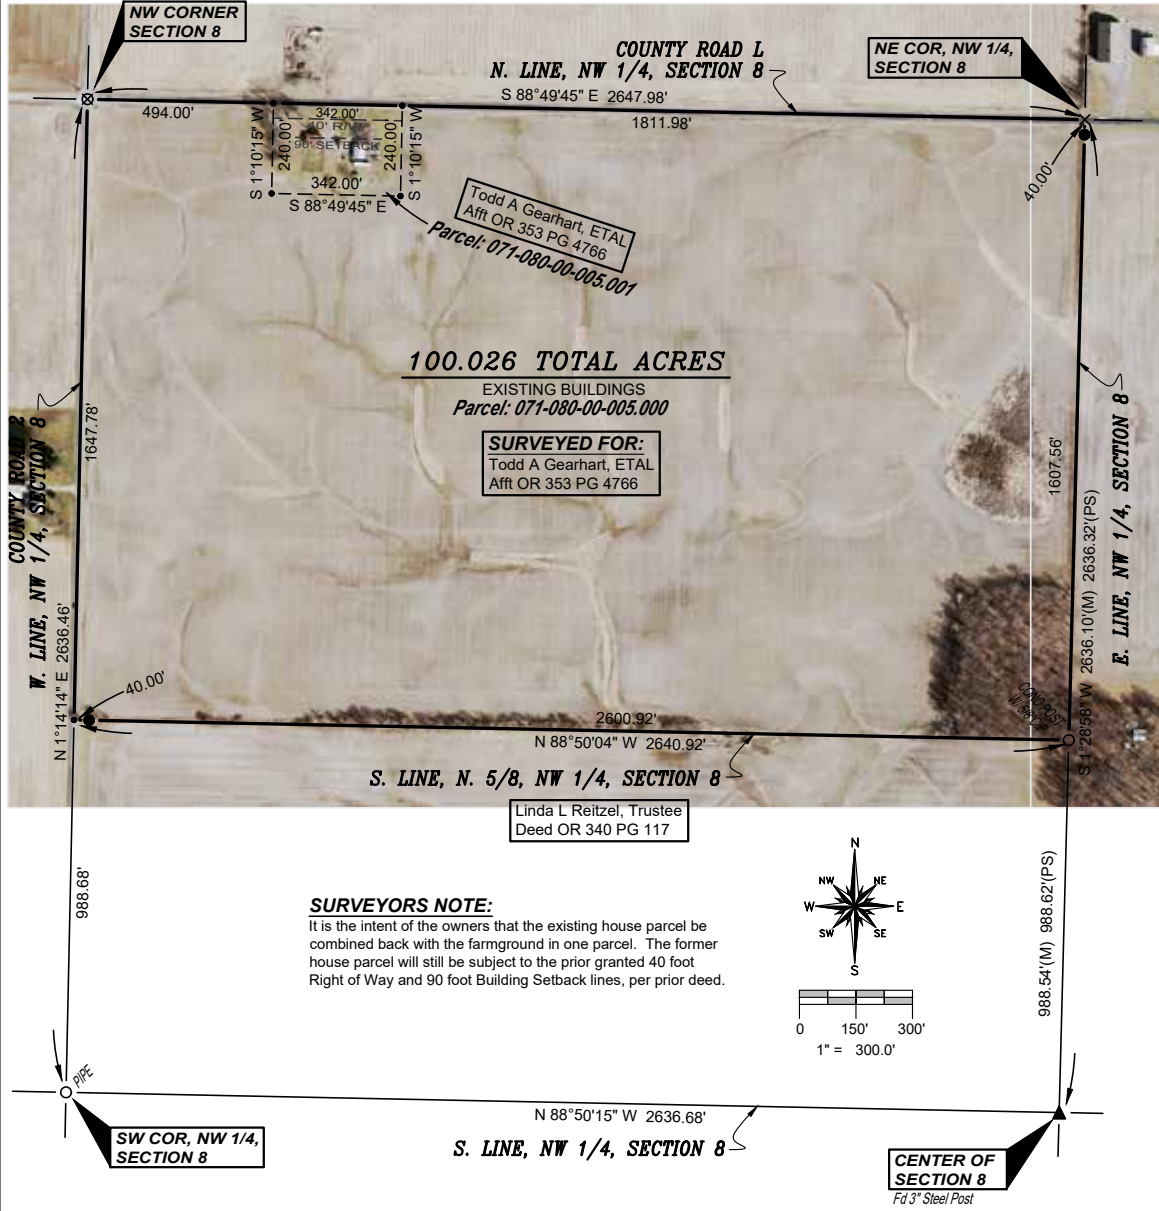 NW CORNER
SECTION 8
COUNTY ROAD L
N. LINE, NW 1/4, SECTION 8
S 88°49'45" E 2647.98'
NE COR, NW 1/4,
SECTION 8
494.00'
342.00'
1811.98'
40' R/W
90' SETBACK
S 1°10'15" W
240.00'
240.00'
S 1°10'15" W
342.00'
S 88°49'45" E
40.00'
Todd A Gearhart, ETAL
Afft OR 353 PG 4766
Parcel: 071-080-00-005.001
100.026 TOTAL ACRES
EXISTING BUILDINGS
Parcel: 071-080-00-005.000
SURVEYED FOR:
Todd A Gearhart, ETAL
Afft OR 353 PG 4766
COUNTY ROAD 2
W. LINE, NW 1/4, SECTION 8
1647.78'
N 1°14'14" E 2636.46'
1607.56'
S 1°28'58" W 2636.10'(M) 2636.32'(PS)
E. LINE, NW 1/4, SECTION 8
40.00'
2600.92'
N 88°50'04" W 2640.92'
S. LINE, N. 5/8, NW 1/4, SECTION 8
Linda L Reitzel, Trustee
Deed OR 340 PG 117
988.68'
988.54'(M) 988.62'(PS)
SURVEYORS NOTE:
It is the intent of the owners that the existing house parcel be
combined back with the farmground in one parcel. The former
house parcel will still be subject to the prior granted 40 foot
Right of Way and 90 foot Building Setback lines, per prior deed.
N
NW NE
W E
SW SE
S
0 150' 300'
1" = 300.0'
PIPE
N 88°50'15" W 2636.68'
S. LINE, NW 1/4, SECTION 8
SW COR, NW 1/4,
SECTION 8
CENTER OF
SECTION 8
Fd 3" Steel Post